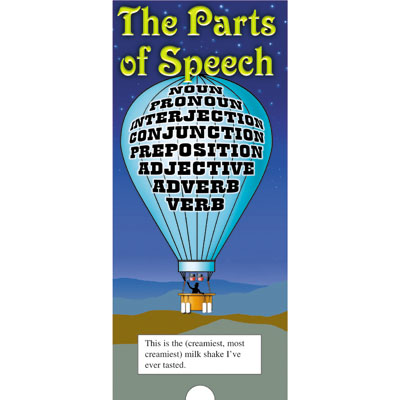 The Parts
of Speech
NOUN
PRONOUN
INTERJECTION
CONJUNCTION
PREPOSITION
ADJECTIVE
ADVERB
VERB
This is the (creamiest, most
creamiest) milk shake I've
ever tasted.